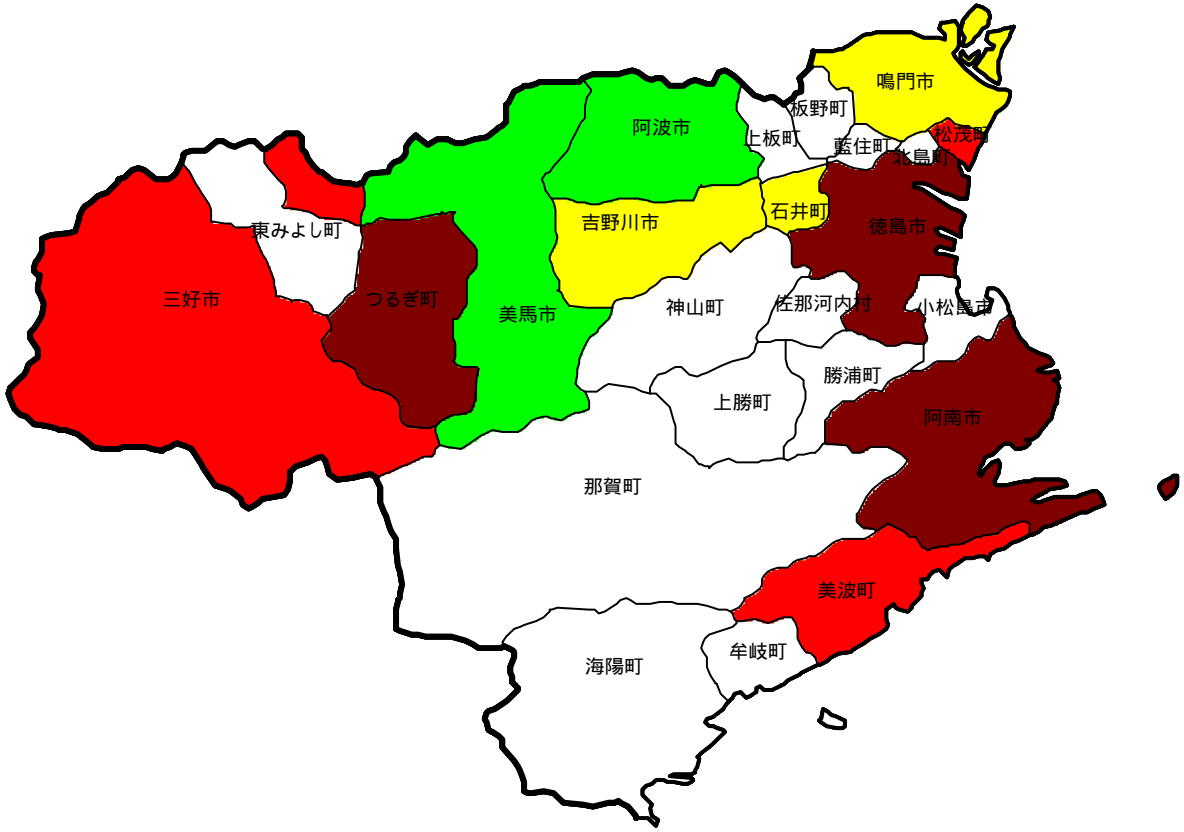 鳴門市
板野町
阿波市
上板町
藍住町
松茂町
北島町
石井町
吉野川市
徳島市
東みよし町
三好市
つるぎ町
美馬市
神山町
佐那河内村
小松島市
勝浦町
上勝町
阿南市
那賀町
美波町
牟岐町
海陽町